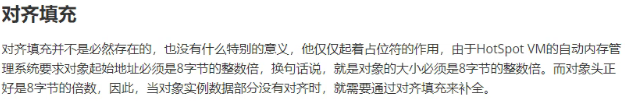 对齐填充
对齐填充并不是必然存在的，也没有什么特别的意义，他仅仅起着占位符的作用，由于HotSpot VM的自动内存管
理系统要求对象起始地址必须是8字节的整数倍，换句话说，就是对象的大小必须是8字节的整数倍。而对象头正
好是8字节的倍数，因此，当对象实例数据部分没有对齐时，就需要通过对齐填充来补全。